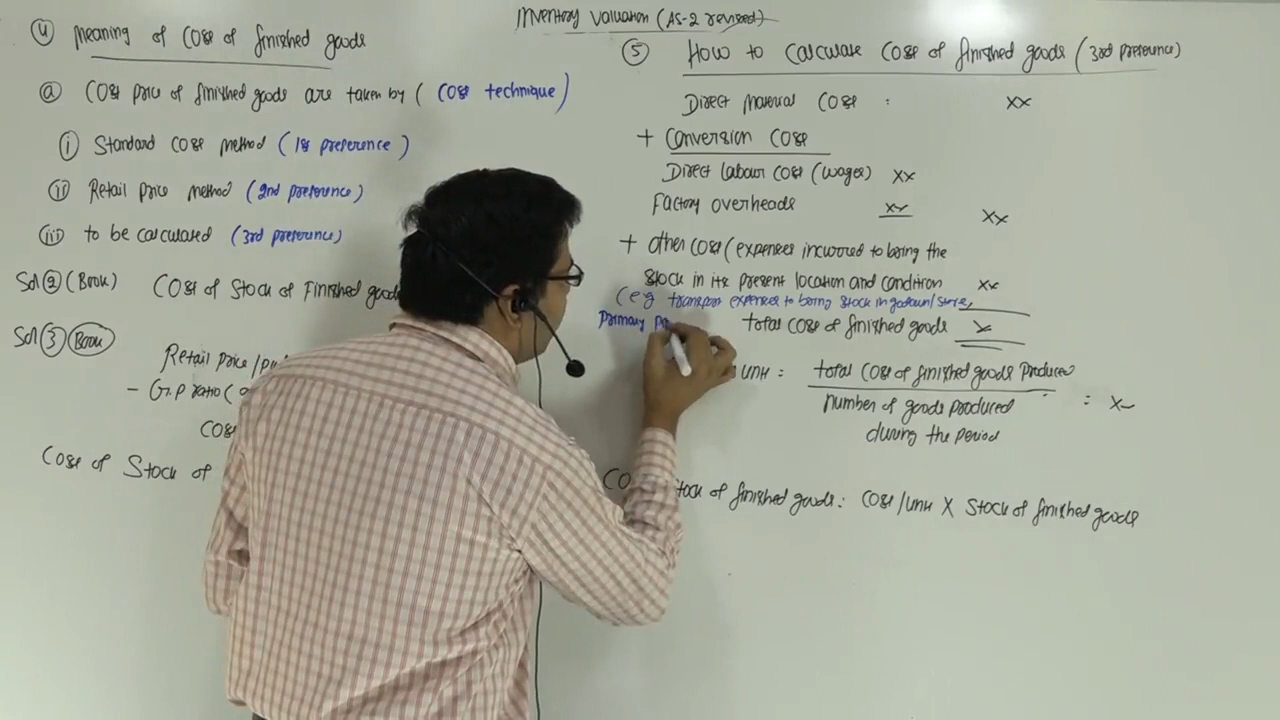 Inventory Valuation (AS-2 revised)
④ Meaning of Cost of finished goods
ⓐ Cost price of finished goods are taken by ( Cost technique )
ⓘ Standard Cost method ( 1st preference )
ⓘⓘ Retail price method ( 2nd preference )
ⓘⓘⓘ to be calculated ( 3rd preference )
Sol ② (Book) Cost of Stock of Finished good
Sol ③ (Book)
Retail price/
- G.P ratio (
Cost
Cost of Stock of
⑤ How to calculate Cost of finished goods ( 3rd preference )
Direct Material Cost : xx
+ Conversion Cost
Direct labour cost (wages) xx
Factory overheads xx xx
+ Other Cost ( expenses incurred to bring the
Stock in its present location and condition xx
(e.g transport expenses to bring stock in godown/store,
Primary
total cost of finished goods x
unit : total cost of finished goods produced
number of goods produced : x
during the period
Co tock of finished goods : Cost/unit X Stock of finished goods